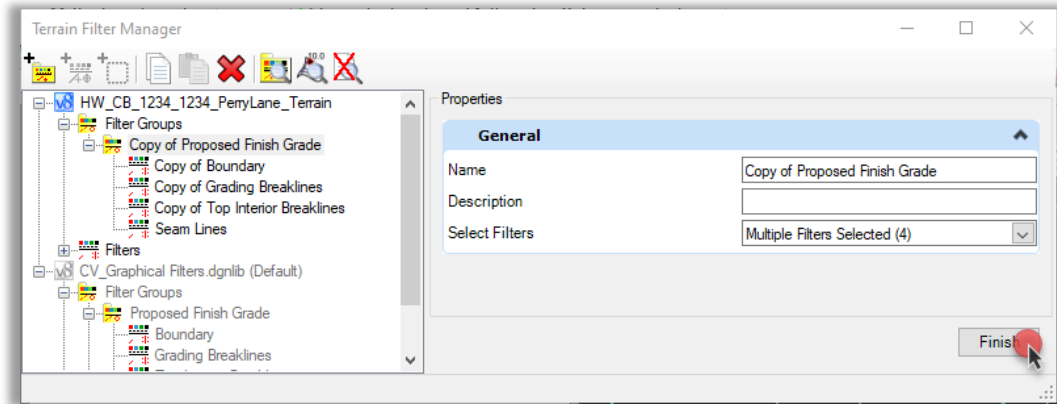 Terrain Filter Manager
10.0
HW_CB_1234_1234_PerryLane_Terrain
Filter Groups
Copy of Proposed Finish Grade
Copy of Boundary
Copy of Grading Breaklines
Copy of Top Interior Breaklines
Seam Lines
Filters
CV_Graphical Filters.dgnlib (Default)
Filter Groups
Proposed Finish Grade
Boundary
Grading Breaklines
Properties
General
Name
Copy of Proposed Finish Grade
Description
Select Filters
Multiple Filters Selected (4)
Finish